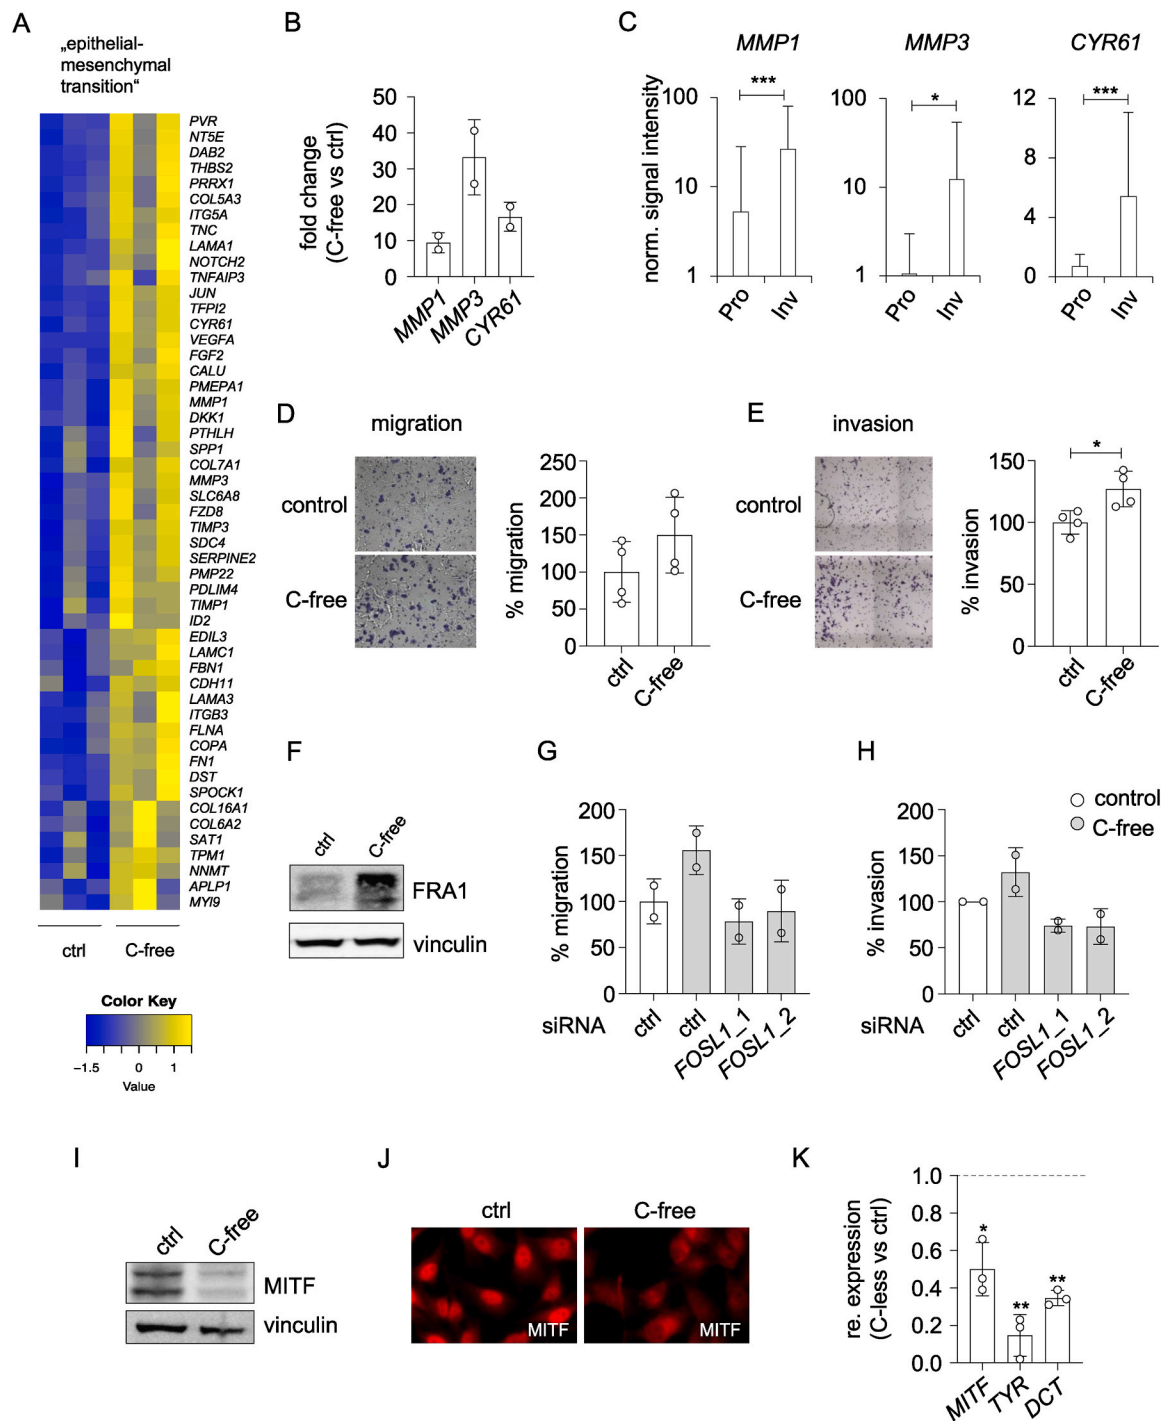 A
„epithelial-
mesenchymal
transition“
PVR
NT5E
DAB2
THBS2
PRRX1
COL5A3
ITG5A
TNC
LAMA1
NOTCH2
TNFAIP3
JUN
TFPI2
CYR61
VEGFA
FGF2
CALU
PMEPA1
MMP1
DKK1
PTHLH
SPP1
COL7A1
MMP3
SLC6A8
FZD8
TIMP3
SDC4
SERPINE2
PMP22
PDLIM4
TIMP1
ID2
EDIL3
LAMC1
FBN1
CDH11
LAMA3
ITGB3
FLNA
COPA
FN1
DST
SPOCK1
COL16A1
COL6A2
SAT1
TPM1
NNMT
APLP1
MYl9
ctrl C-free
Color Key
−1.5 0 1
Value
B
fold change
(C-free vs ctrl)
50
40
30
20
10
0
MMP1 MMP3 CYR61
C
norm. signal intensity
MMP1
***
100
10
1
Pro Inv
MMP3
*
100
10
1
Pro Inv
CYR61
***
12
8
4
0
Pro Inv
D
migration
control
C-free
% migration
250
200
150
100
50
0
ctrl C-free
E
invasion
control
C-free
% invasion
*
150
100
50
0
ctrl C-free
F
ctrl C-free
FRA1
vinculin
G
% migration
200
150
100
50
0
siRNA ctrl ctrl FOSL1_1 FOSL1_2
H
control
C-free
% invasion
200
150
100
50
0
siRNA ctrl ctrl FOSL1_1 FOSL1_2
I
ctrl C-free
MITF
vinculin
J
ctrl C-free
MITF MITF
K
re. expression
(C-less vs ctrl)
1.0
0.8
0.6
0.4
0.2
0.0
* ** **
MITF TYR DCT